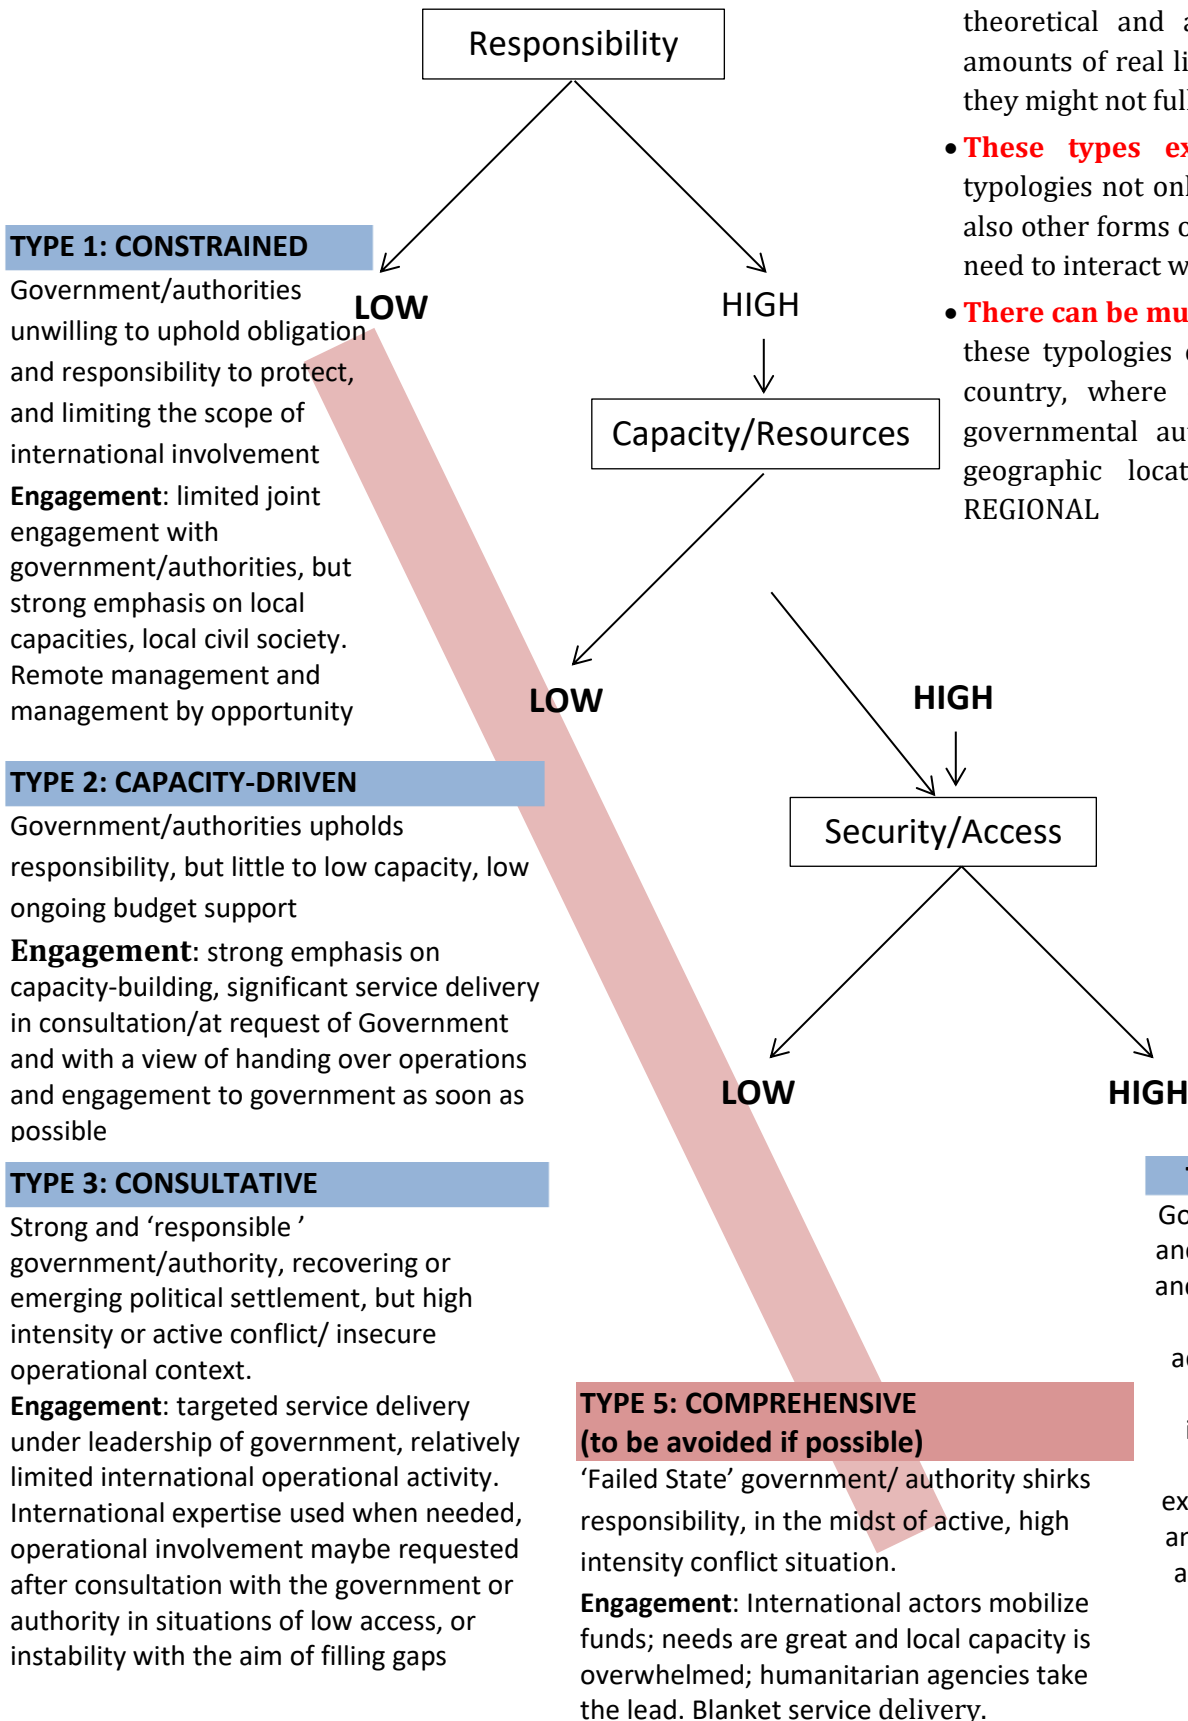 Responsibility
theoretical and
amounts of real
they might not
• These types
typologies not
also other forms
need to interact
• There can be
these typologies
country, where
governmental
geographic
REGIONAL
LOW
HIGH
Capacity/Resources
LOW
HIGH
Security/Access
LOW
HIGH
TYPE 1: CONSTRAINED
Government/authorities
unwilling to uphold obligation
and responsibility to protect,
and limiting the scope of
international involvement
Engagement: limited joint
engagement with
government/authorities, but
strong emphasis on local
capacities, local civil society.
Remote management and
management by opportunity
TYPE 2: CAPACITY-DRIVEN
Government/authorities upholds
responsibility, but little to low capacity, low
ongoing budget support
Engagement: strong emphasis on
capacity-building, significant service delivery
in consultation/at request of Government
and with a view of handing over operations
and engagement to government as soon as
possible
TYPE 3: CONSULTATIVE
Strong and ‘responsible ’
government/authority, recovering or
emerging political settlement, but high
intensity or active conflict/ insecure
operational context.
Engagement: targeted service delivery
under leadership of government, relatively
limited international operational activity.
International expertise used when needed,
operational involvement maybe requested
after consultation with the government or
authority in situations of low access, or
instability with the aim of filling gaps
TYPE 5: COMPREHENSIVE
(to be avoided if possible)
‘Failed State’ government/ authority shirks
responsibility, in the midst of active, high
intensity conflict situation.
Engagement: International actors mobilize
funds; needs are great and local capacity is
overwhelmed; humanitarian agencies take
the lead. Blanket service delivery.